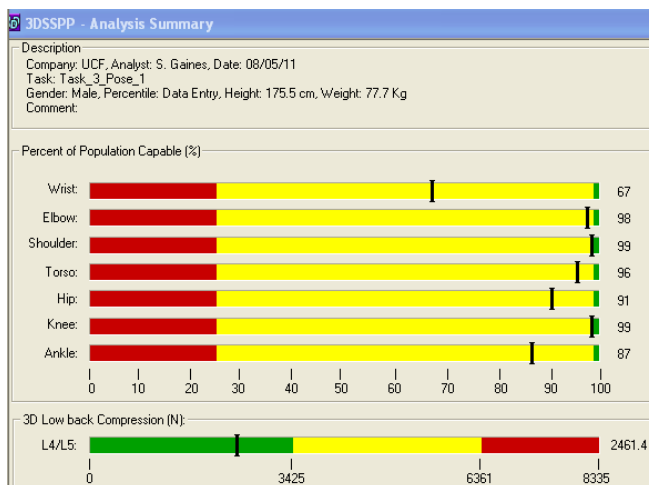 3DSSPP - Analysis Summary
Description
Company: UCF, Analyst: S. Gaines, Date: 08/05/11
Task: Task_3_Pose_1
Gender: Male, Percentile: Data Entry, Height: 175.5 cm, Weight: 77.7 Kg
Comment:
Percent of Population Capable (%)
Wrist: 67
Elbow: 98
Shoulder: 99
Torso: 96
Hip: 91
Knee: 99
Ankle: 87
0 10 20 30 40 50 60 70 80 90 100
3D Low back Compression (N):
L4/L5: 2461.4
0 3425 6361 8335